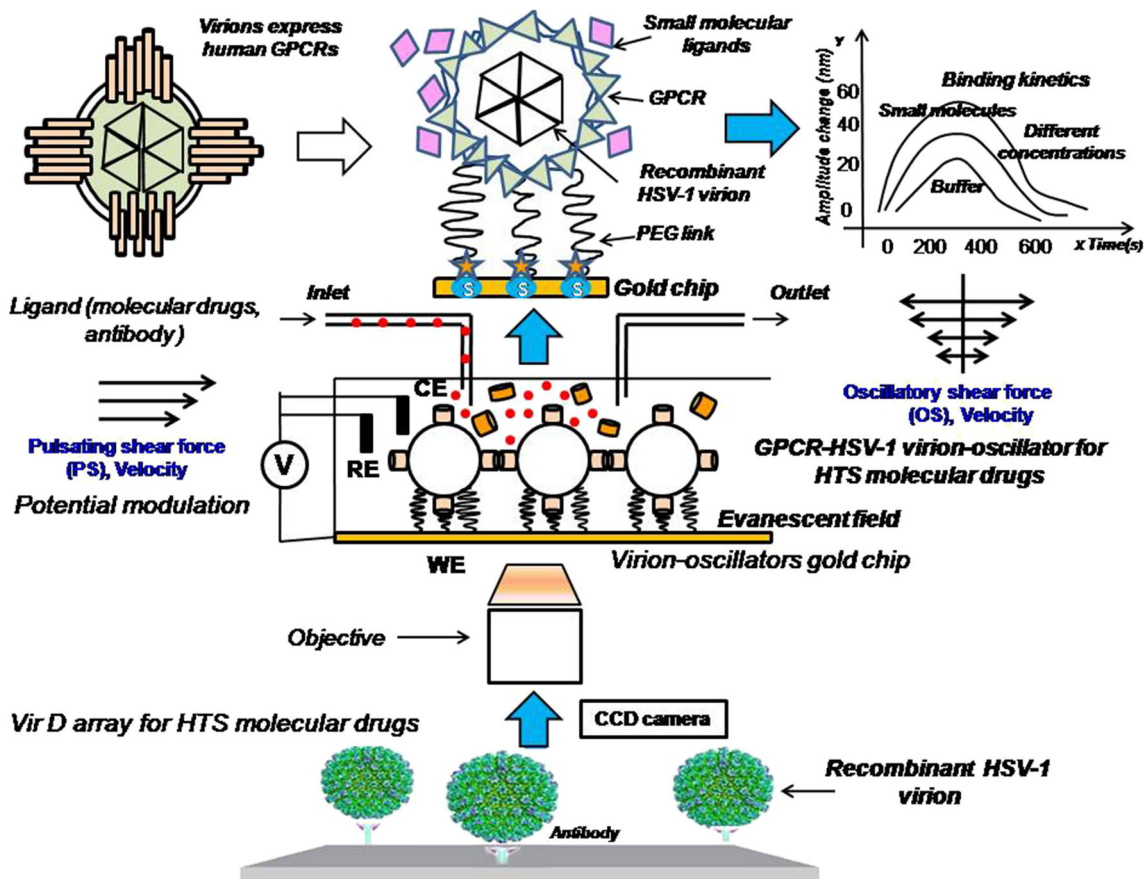 Virions express
human GPCRs
Small molecular
ligands
GPCR
Recombinant
HSV-1 virion
PEG link
S S S
Gold chip
Y
Amplitude change (nm)
60
40
20
0
Binding kinetics
Small molecules
Different
concentrations
Buffer
0 200 400 600
x Time(s)
Ligand (molecular drugs,
antibody)
Inlet
Outlet
Pulsating shear force
(PS), Velocity
Potential modulation
V
CE
RE
WE
Oscillatory shear force
(OS), Velocity
GPCR-HSV-1 virion-oscillator for
HTS molecular drugs
Evanescent field
Virion-oscillators gold chip
Objective
Vir D array for HTS molecular drugs
CCD camera
Recombinant HSV-1
virion
Antibody